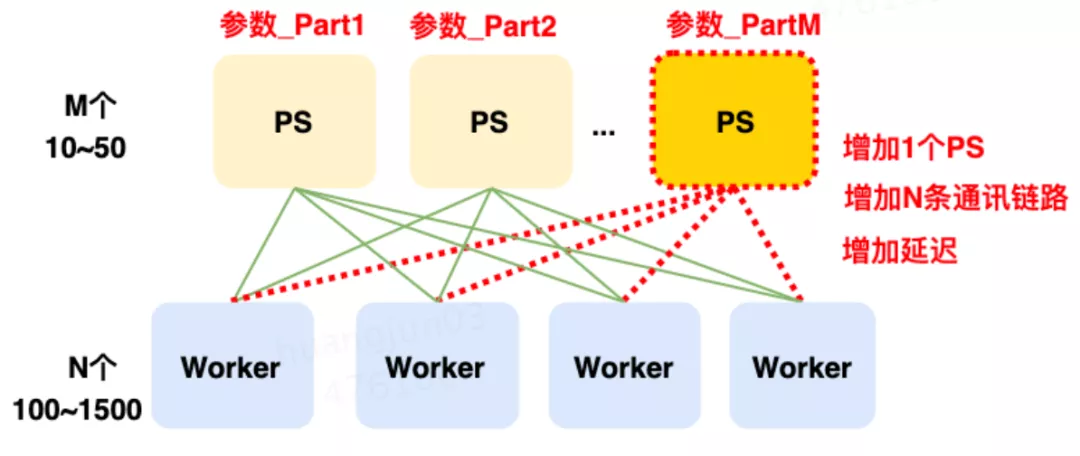 参数_Part1
参数_Part2
参数_PartM
M个
10~50
PS
PS
...
PS
增加1个PS
增加N条通讯链路
增加延迟
N个
100~1500
Worker
Worker
Worker
Worker
huangjun03